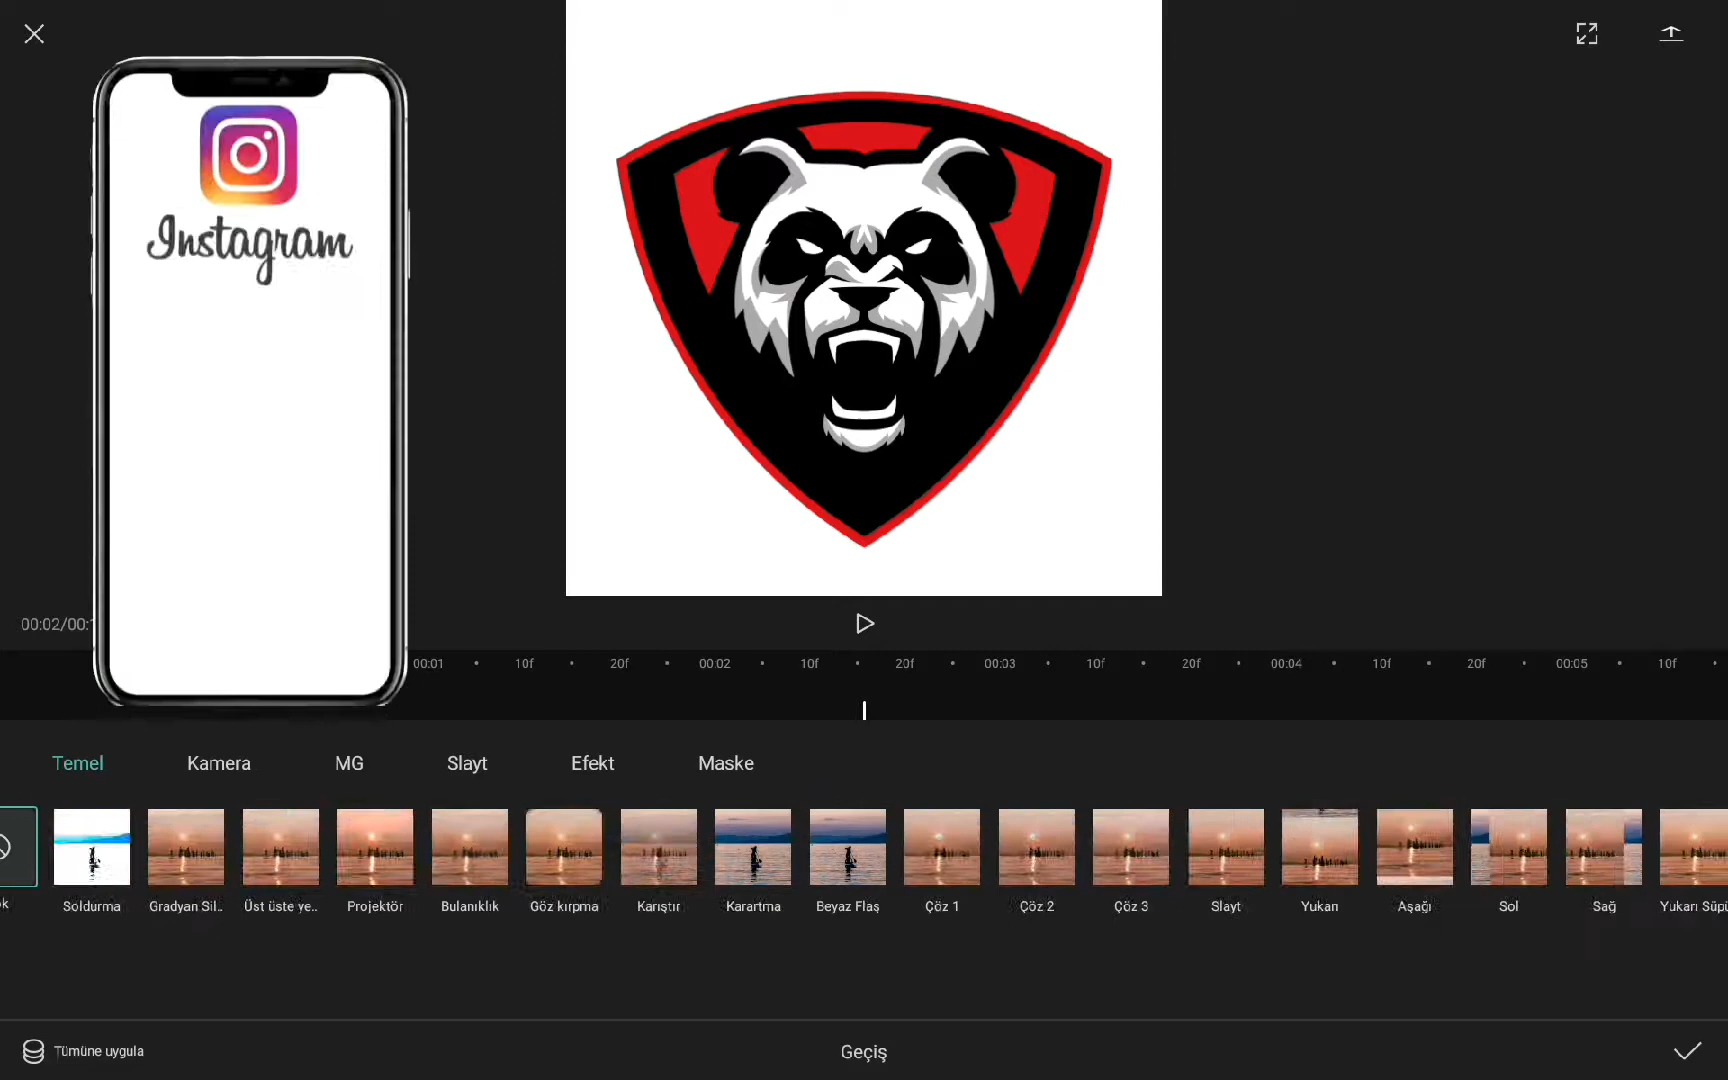 Instagram
00:02/00:
00:01 10f 20f 00:02 10f 20f 00:03 10f 20f 00:04 10f 20f 00:05 10f
Temel Kamera MG Slayt Efekt Maske
Soldurma Gradyan Sil.. Üst üste ye.. Projektör Bulanıklık Göz kırpma Karıştır Karartma Beyaz Flaş Çöz 1 Çöz 2 Çöz 3 Slayt Yukarı Aşağı Sol Sağ Yukarı Süpü
Tümüne uygula
Geçiş